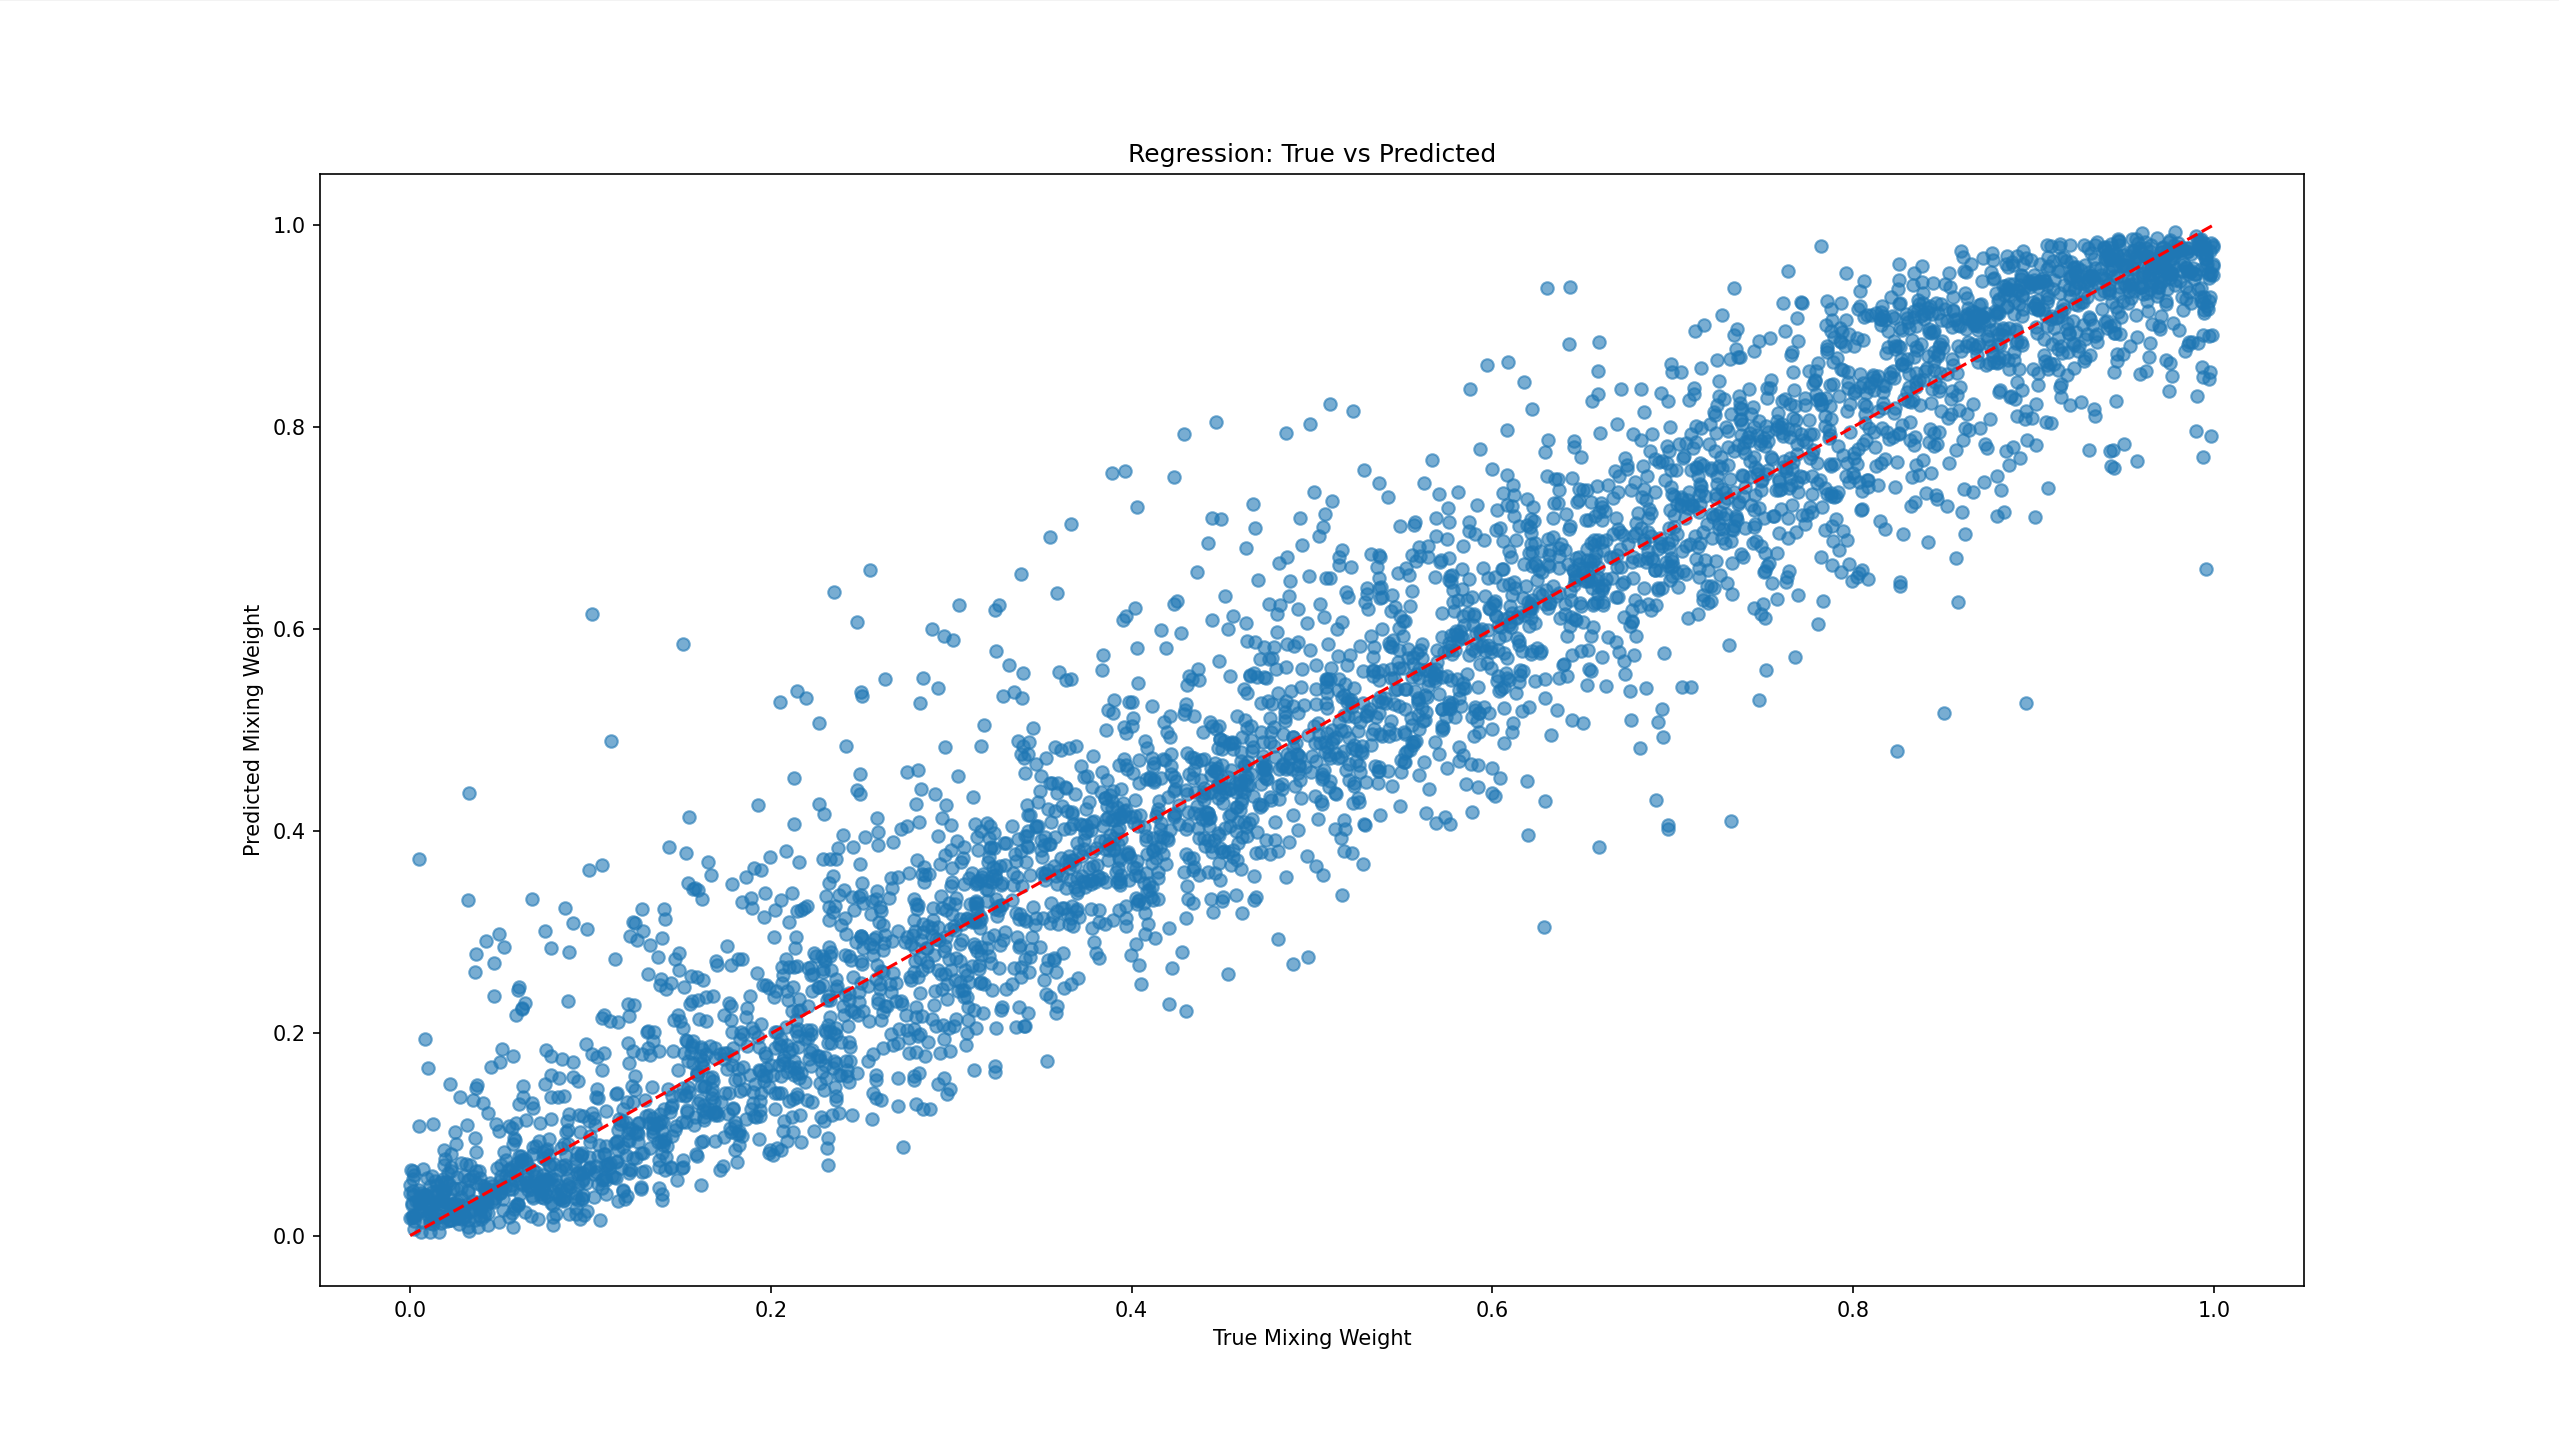 Regression: True vs Predicted
Predicted Mixing Weight
1.0
0.8
0.6
0.4
0.2
0.0
0.0 0.2 0.4 0.6 0.8 1.0
True Mixing Weight